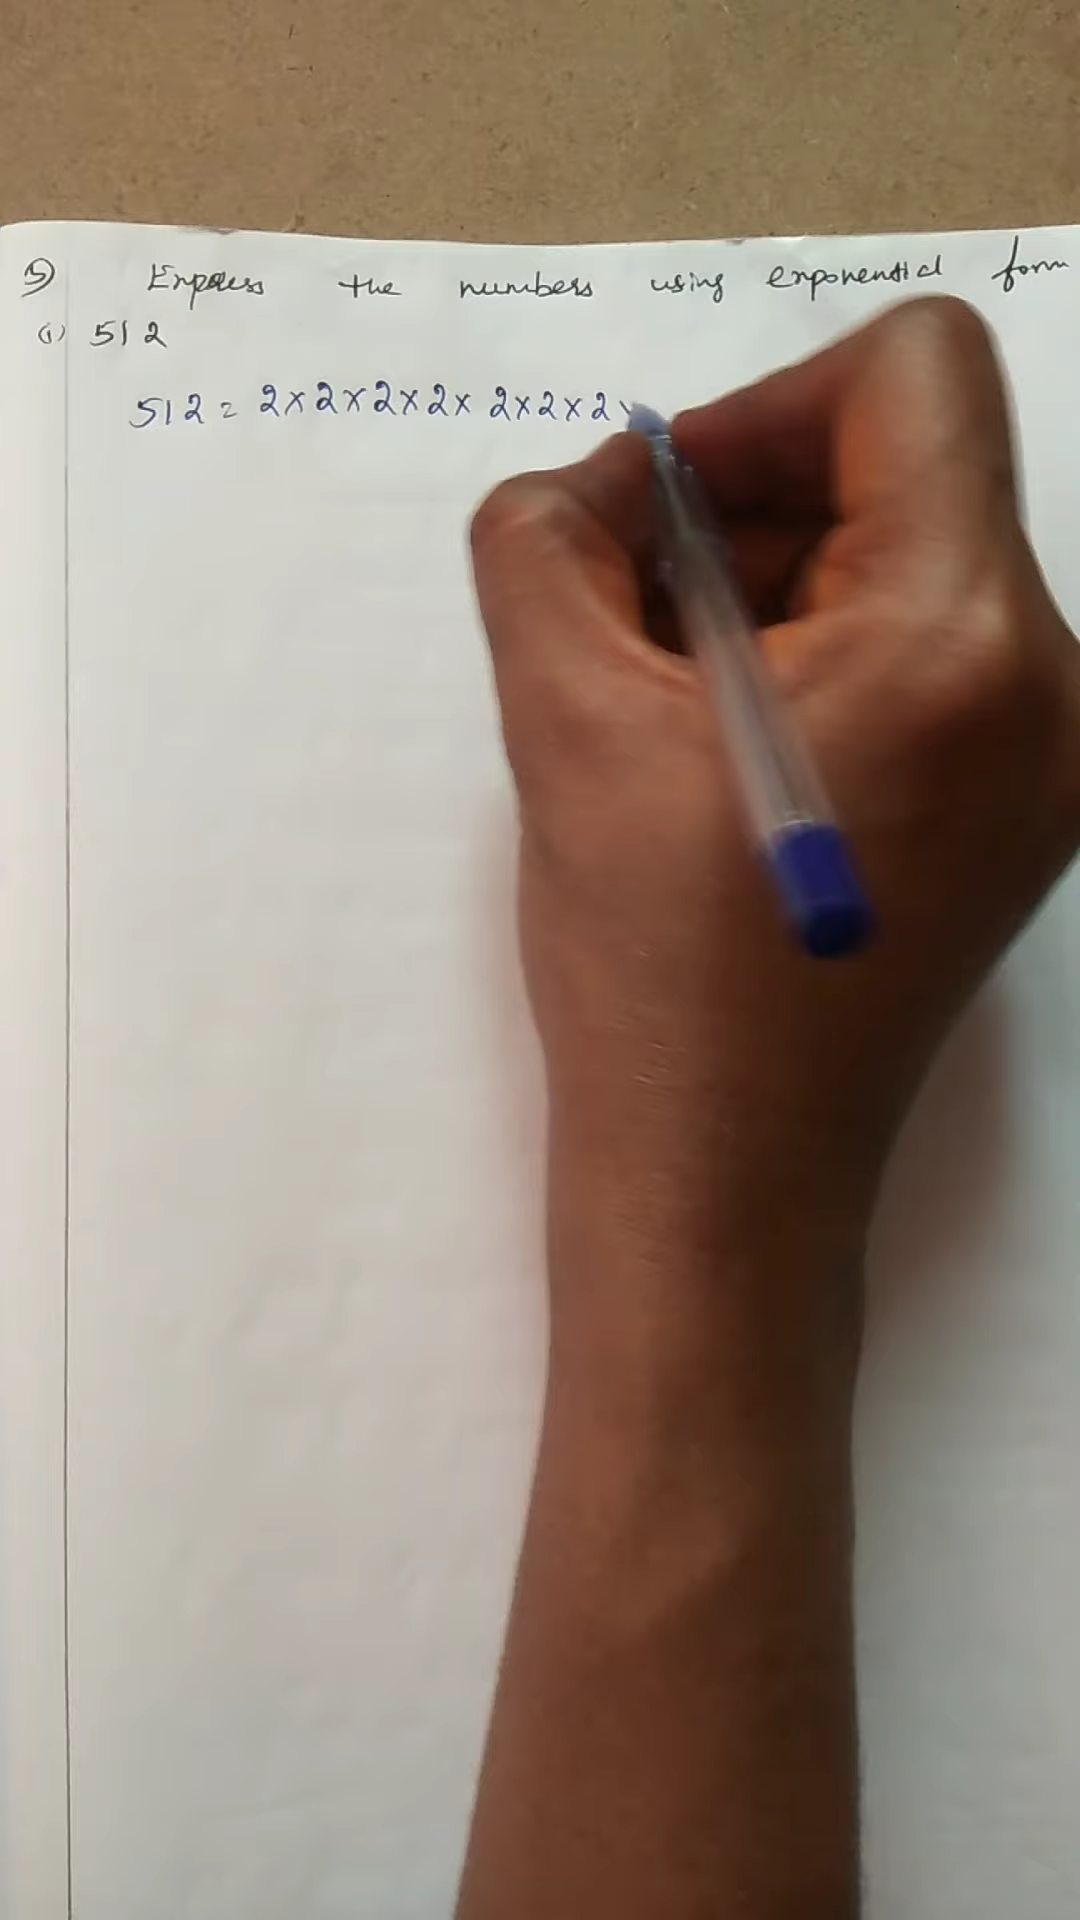 5) Express the numbers using exponential form
(i) 512
512 = 2×2×2×2× 2×2×2×